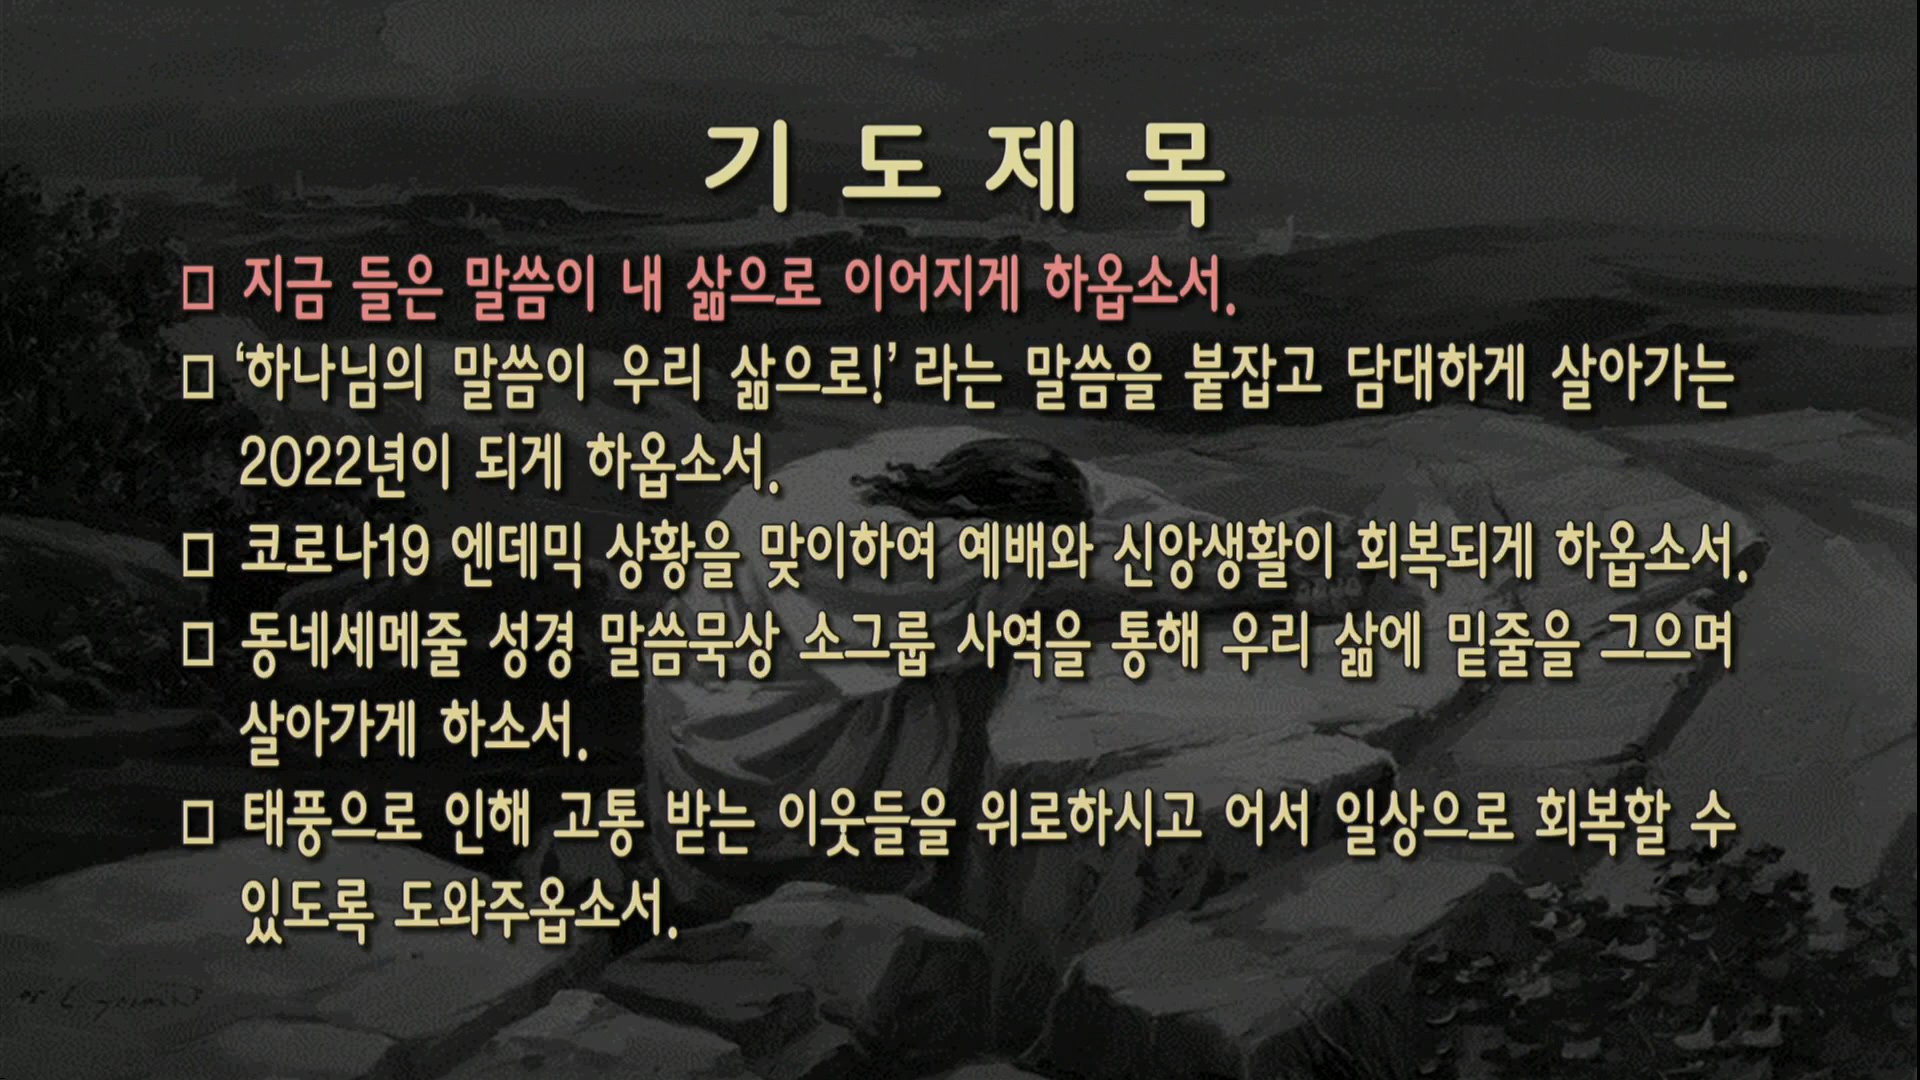 기도제목
□ 지금 들은 말씀이 내 삶으로 이어지게 하옵소서.
□ ‘하나님의 말씀이 우리 삶으로!’ 라는 말씀을 붙잡고 담대하게 살아가는
2022년이 되게 하옵소서.
□ 코로나19 엔데믹 상황을 맞이하여 예배와 신앙생활이 회복되게 하옵소서.
□ 동네세메줄 성경 말씀묵상 소그룹 사역을 통해 우리 삶에 밑줄을 그으며
살아가게 하소서.
□ 태풍으로 인해 고통 받는 이웃들을 위로하시고 어서 일상으로 회복할 수
있도록 도와주옵소서.